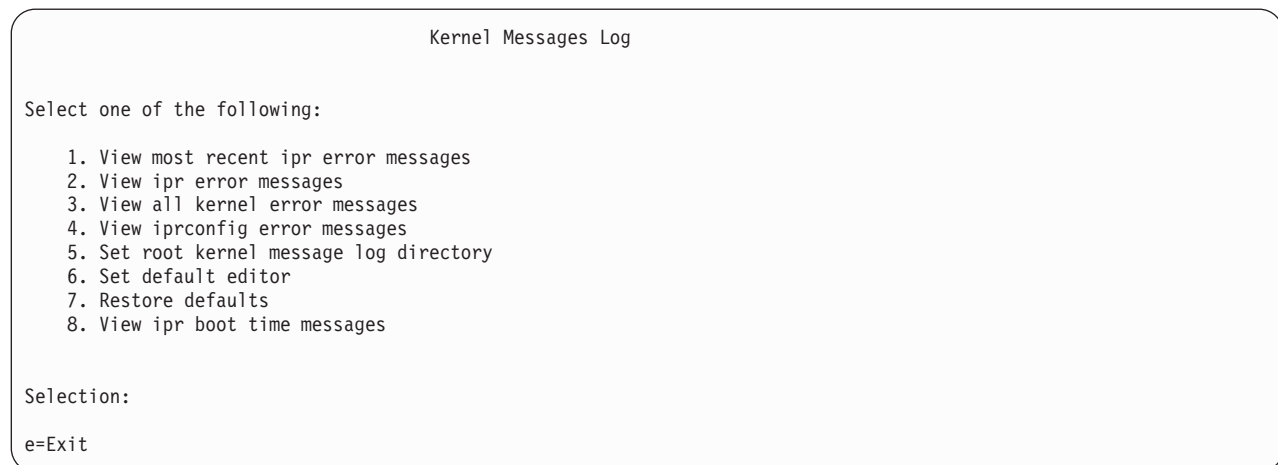 Kernel Messages Log
Select one of the following:
1. View most recent ipr error messages
2. View ipr error messages
3. View all kernel error messages
4. View iprconfig error messages
5. Set root kernel message log directory
6. Set default editor
7. Restore defaults
8. View ipr boot time messages
Selection:
e=Exit